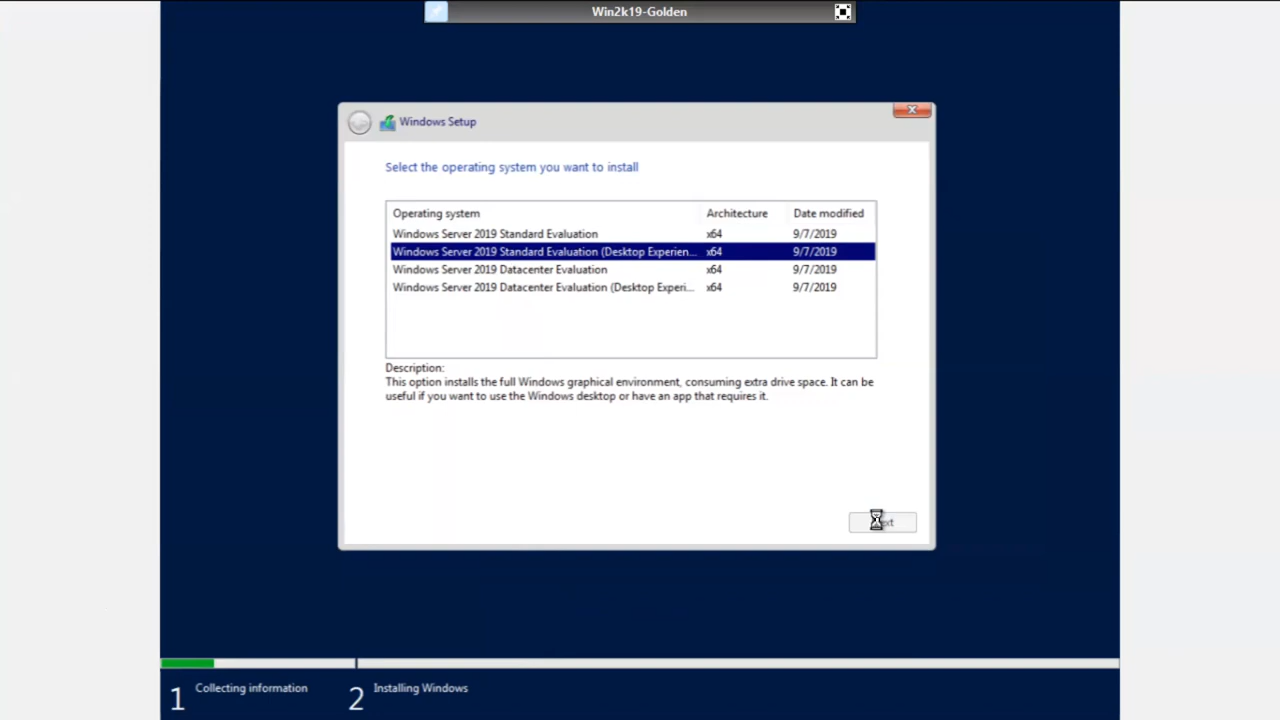 Win2k19-Golden
Windows Setup
Select the operating system you want to install
Operating system Architecture Date modified
Windows Server 2019 Standard Evaluation x64 9/7/2019
Windows Server 2019 Standard Evaluation (Desktop Experien... x64 9/7/2019
Windows Server 2019 Datacenter Evaluation x64 9/7/2019
Windows Server 2019 Datacenter Evaluation (Desktop Experi... x64 9/7/2019
Description:
This option installs the full Windows graphical environment, consuming extra drive space. It can be
useful if you want to use the Windows desktop or have an app that requires it.
1 Collecting information 2 Installing Windows